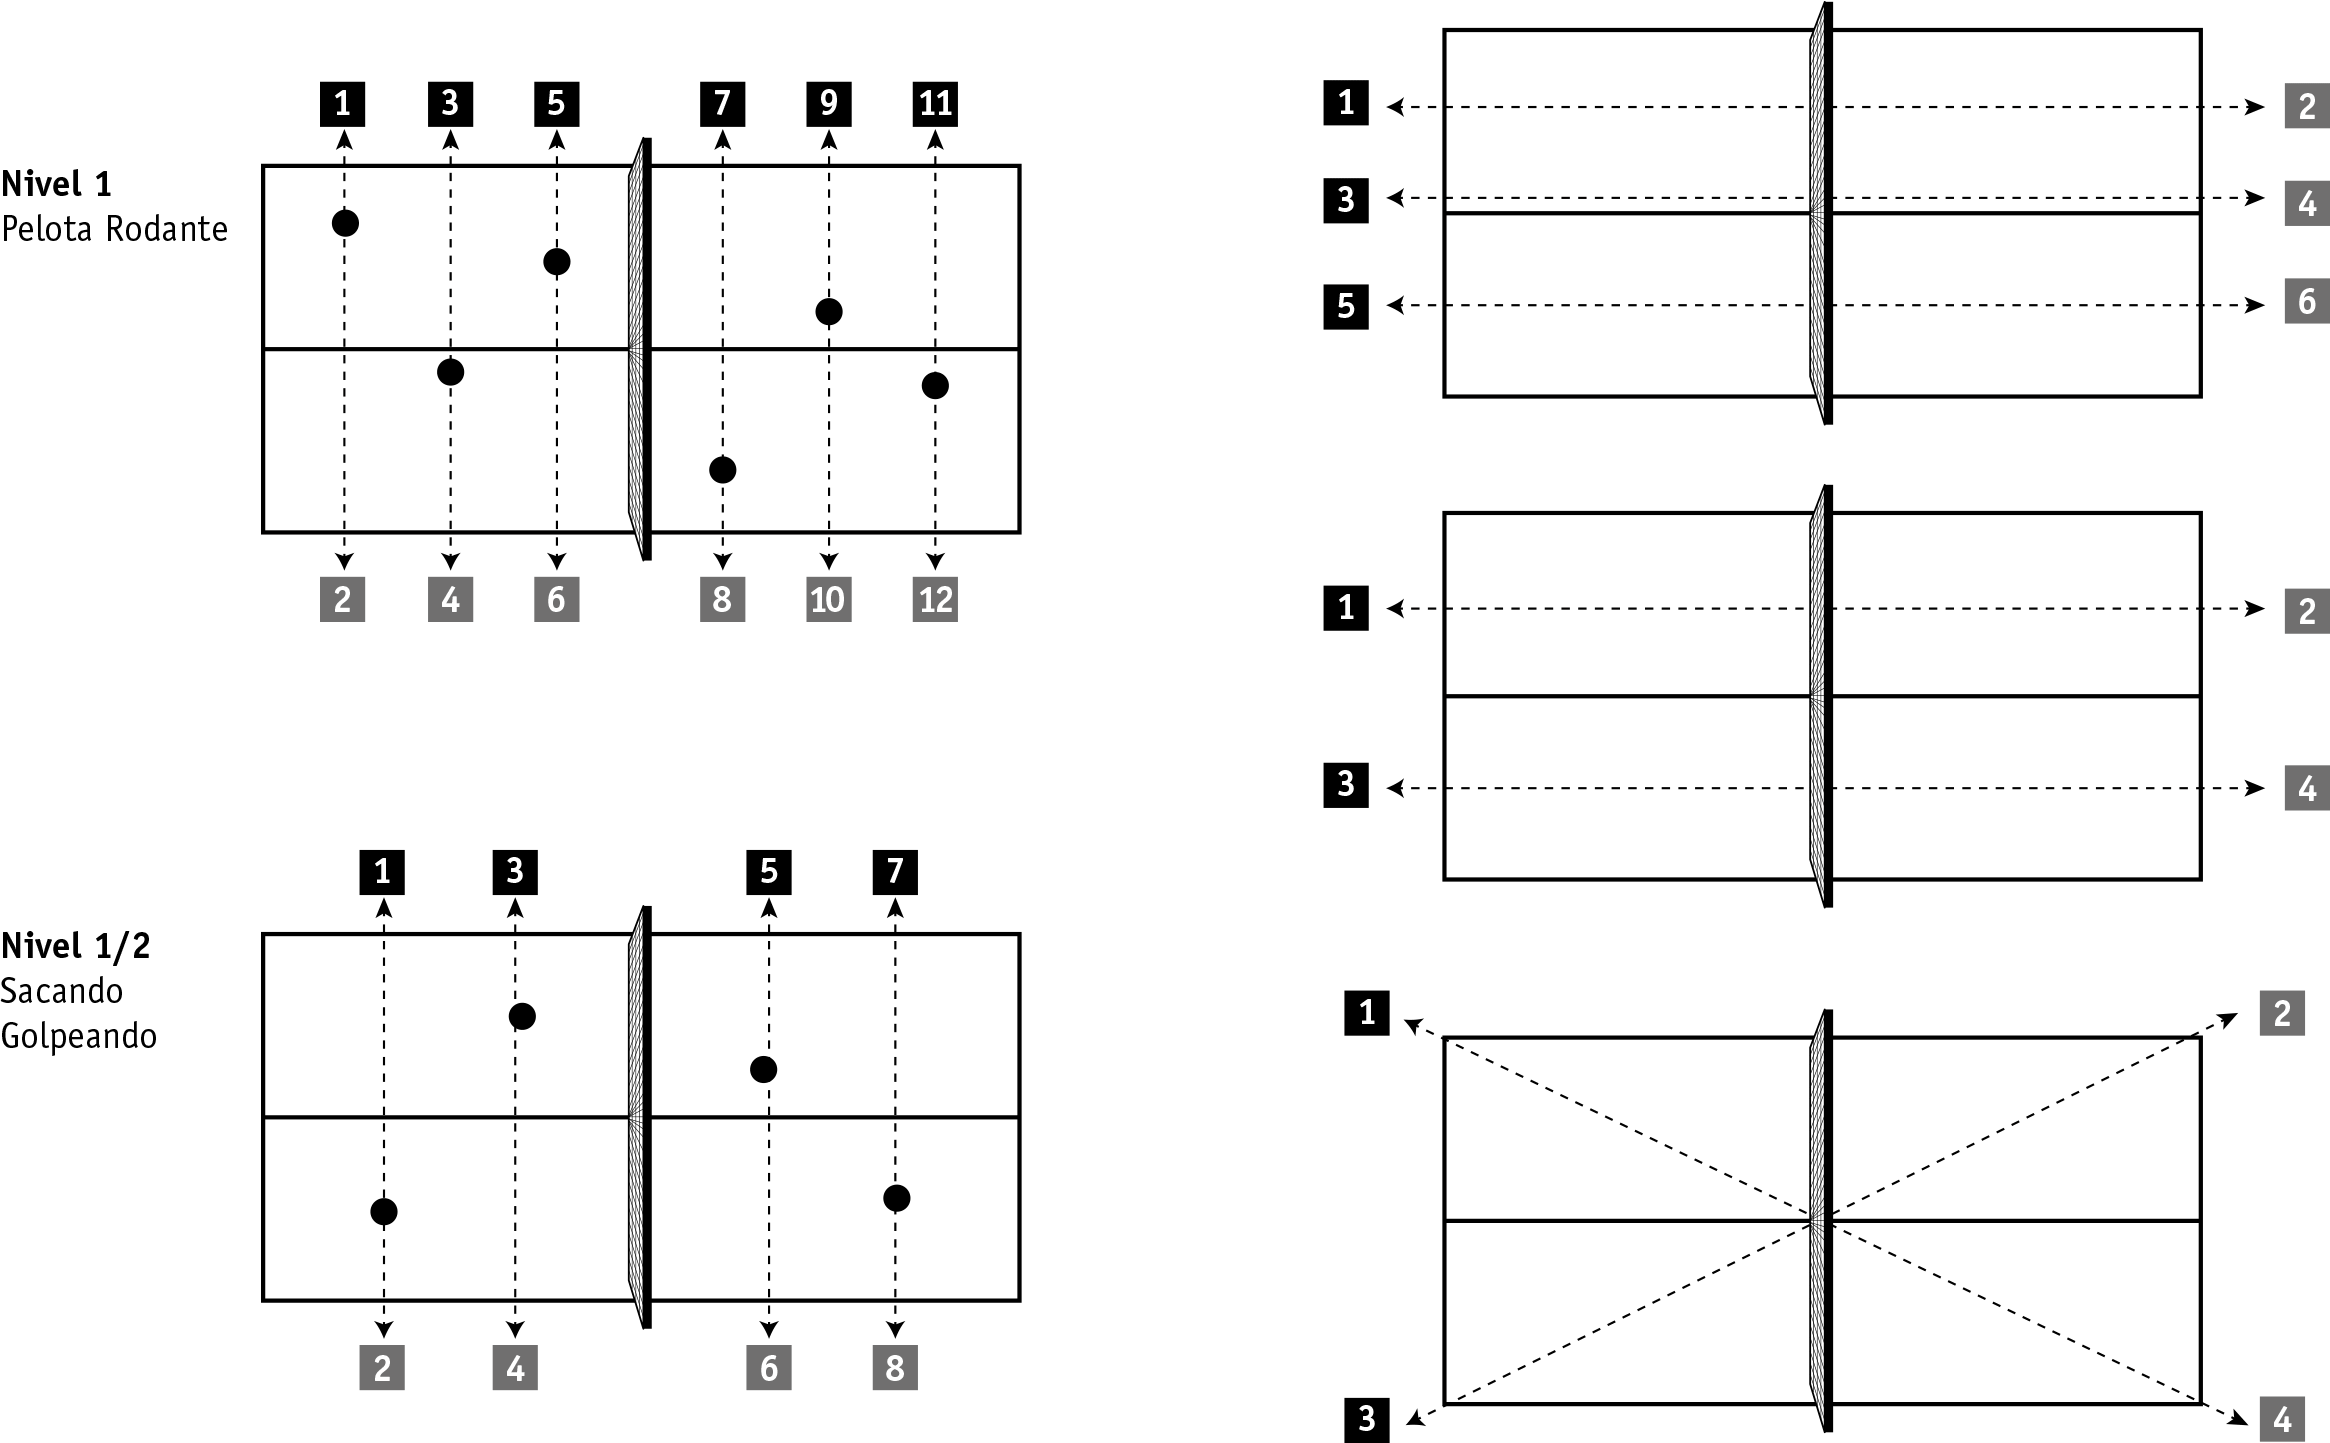 1 3 5 7 9 11
Nivel 1
Pelota Rodante
2 4 6 8 10 12
1 3 5 7
Nivel 1/2
Sacando
Golpeando
2 4 6 8
1 2
3 4
5 6
1 2
3 4
1 2
3 4